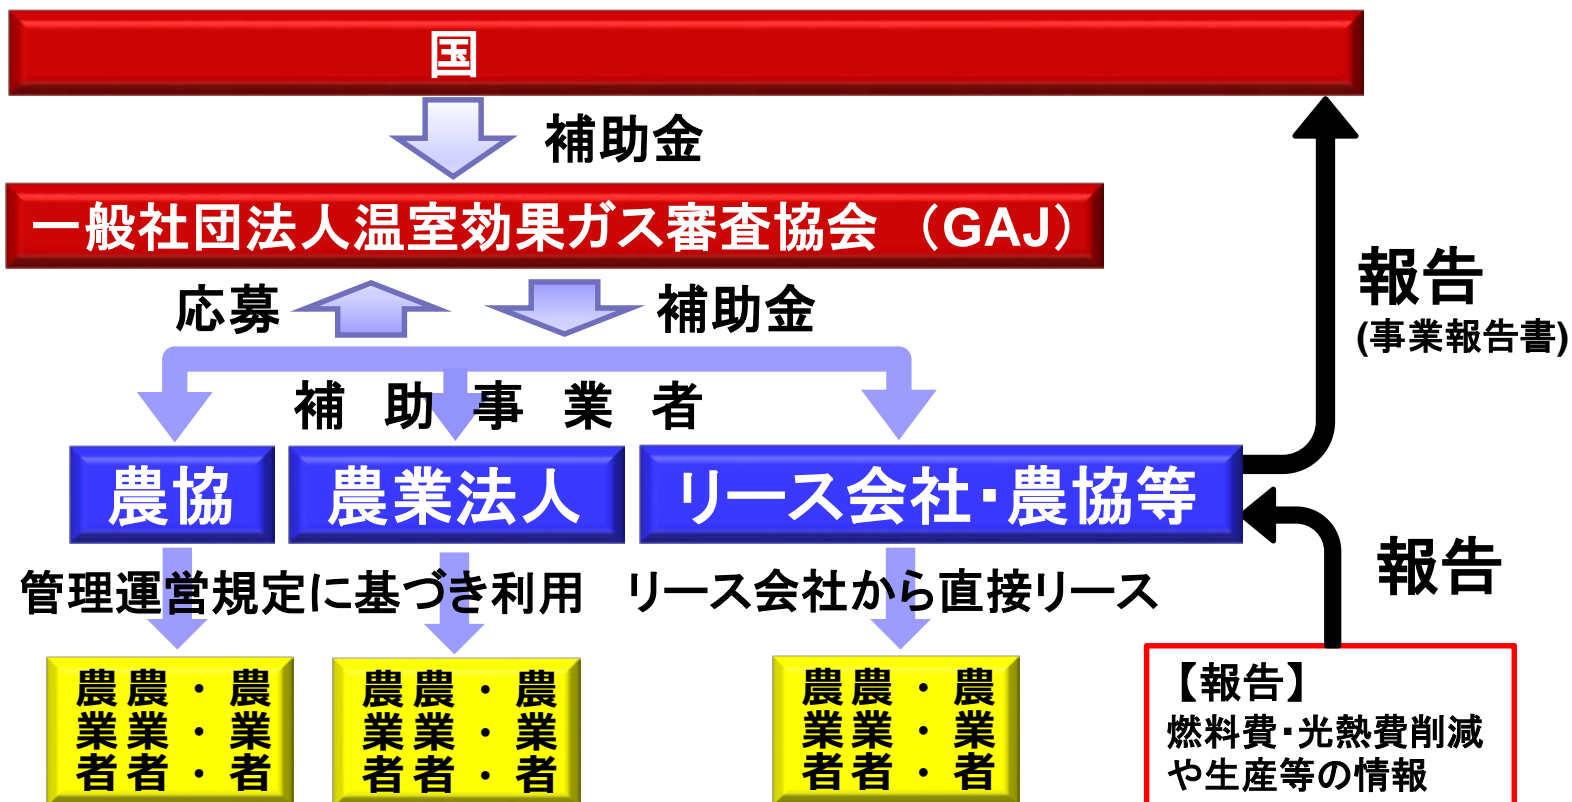 国
補助金
一般社団法人温室効果ガス審査協会 （GAJ）
応募
補助金
報告
(事業報告書)
補 助 事 業 者
農協
農業法人
リース会社・農協等
報告
管理運営規定に基づき利用
リース会社から直接リース
農業者
農業者
・・・
農業者
農業者
農業者
・・・
農業者
農業者
農業者
・・・
農業者
【報告】
燃料費・光熱費削減
や生産等の情報